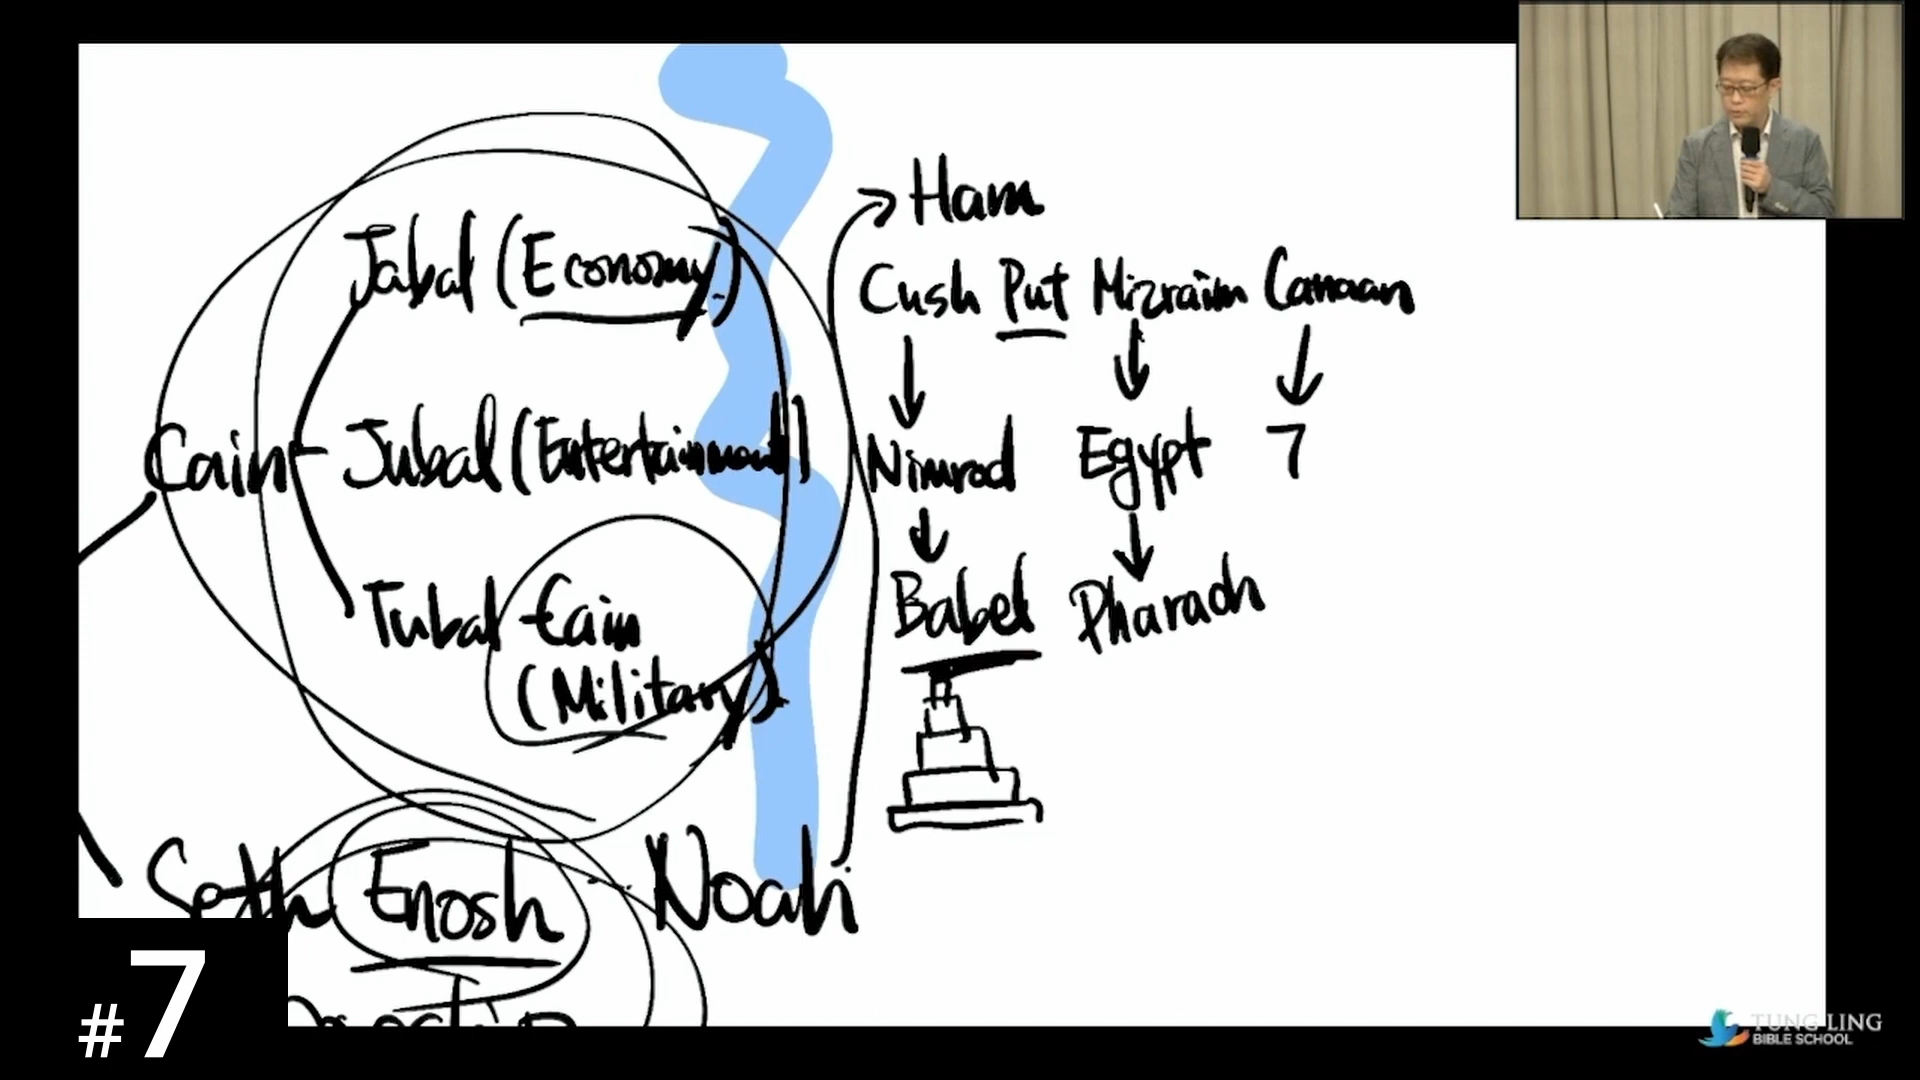 Ham
Jabal (Economy)
Cush Put Mizraim Canaan
Cain Jubal (Entertainment)
Nimrod Egypt 7
Tubal Cain
(Military)
Babel Pharaoh
Seth Enosh Noah
#7
TUNG LING
BIBLE SCHOOL